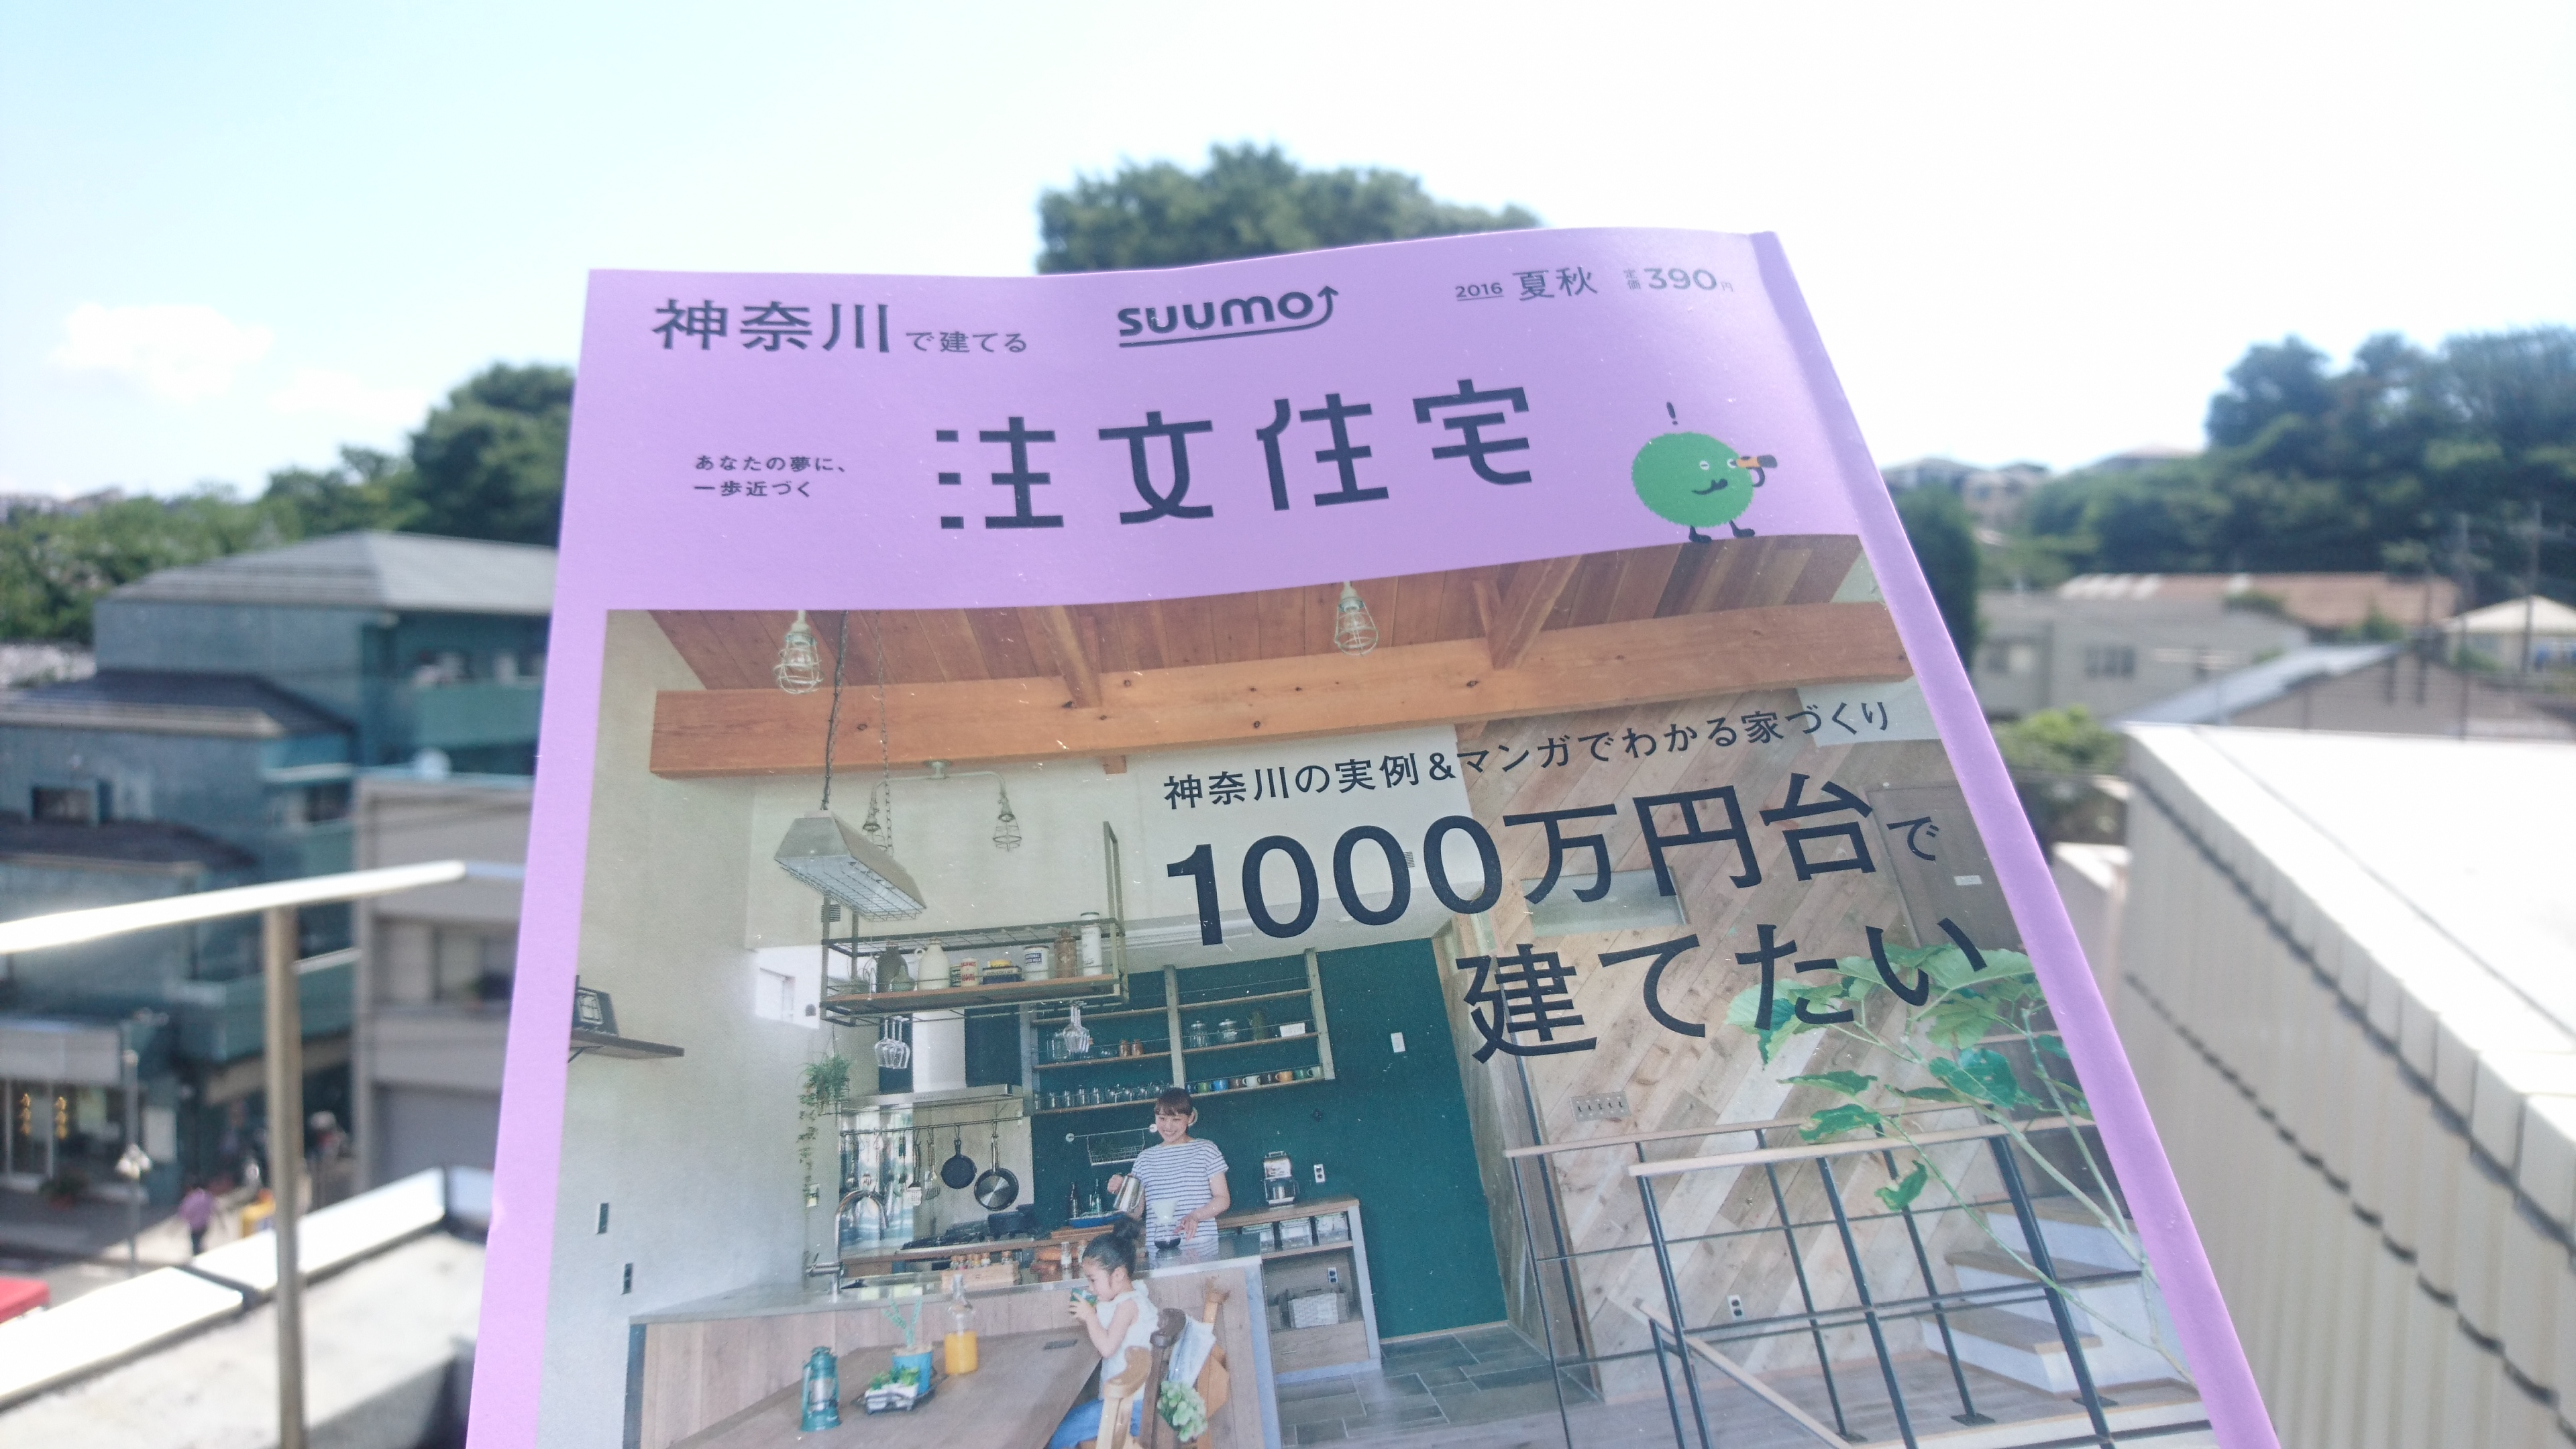 神奈川で建てる
SUUMO
2016 夏秋 定価390円
あなたの夢に、
一歩近づく
注文住宅
!
神奈川の実例&マンガでわかる家づくり
1000万円台で
建てたい